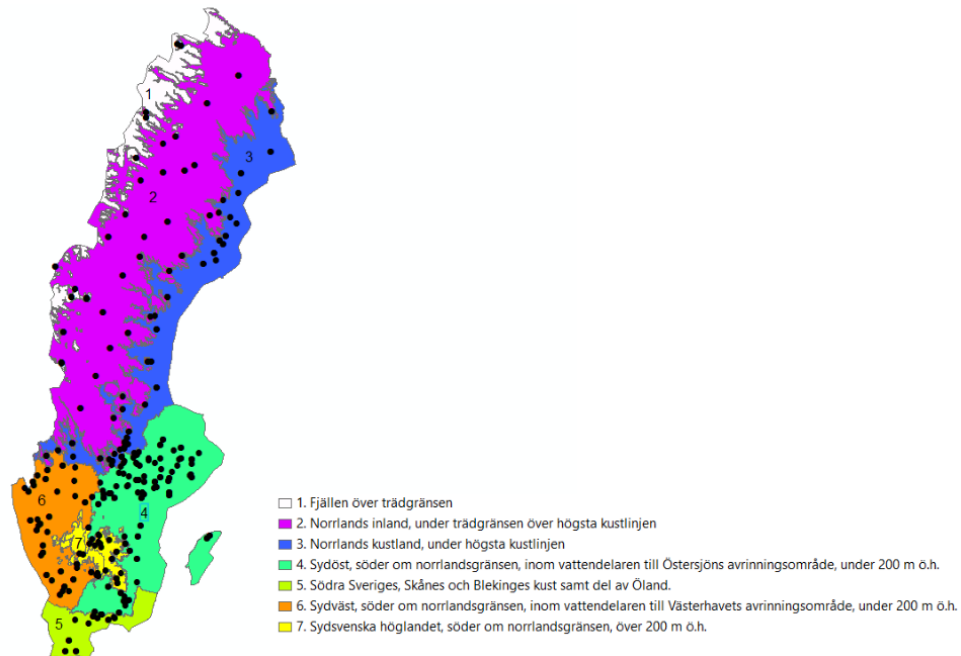 1
3
2
6
4
7
5
1. Fjällen över trädgränsen
2. Norrlands inland, under trädgränsen över högsta kustlinjen
3. Norrlands kustland, under högsta kustlinjen
4. Sydöst, söder om norrlandsgränsen, inom vattendelaren till Östersjöns avrinningsområde, under 200 m ö.h.
5. Södra Sveriges, Skånes och Blekinges kust samt del av Öland.
6. Sydväst, söder om norrlandsgränsen, inom vattendelaren till Västerhavets avrinningsområde, under 200 m ö.h.
7. Sydsvenska höglandet, söder om norrlandsgränsen, över 200 m ö.h.